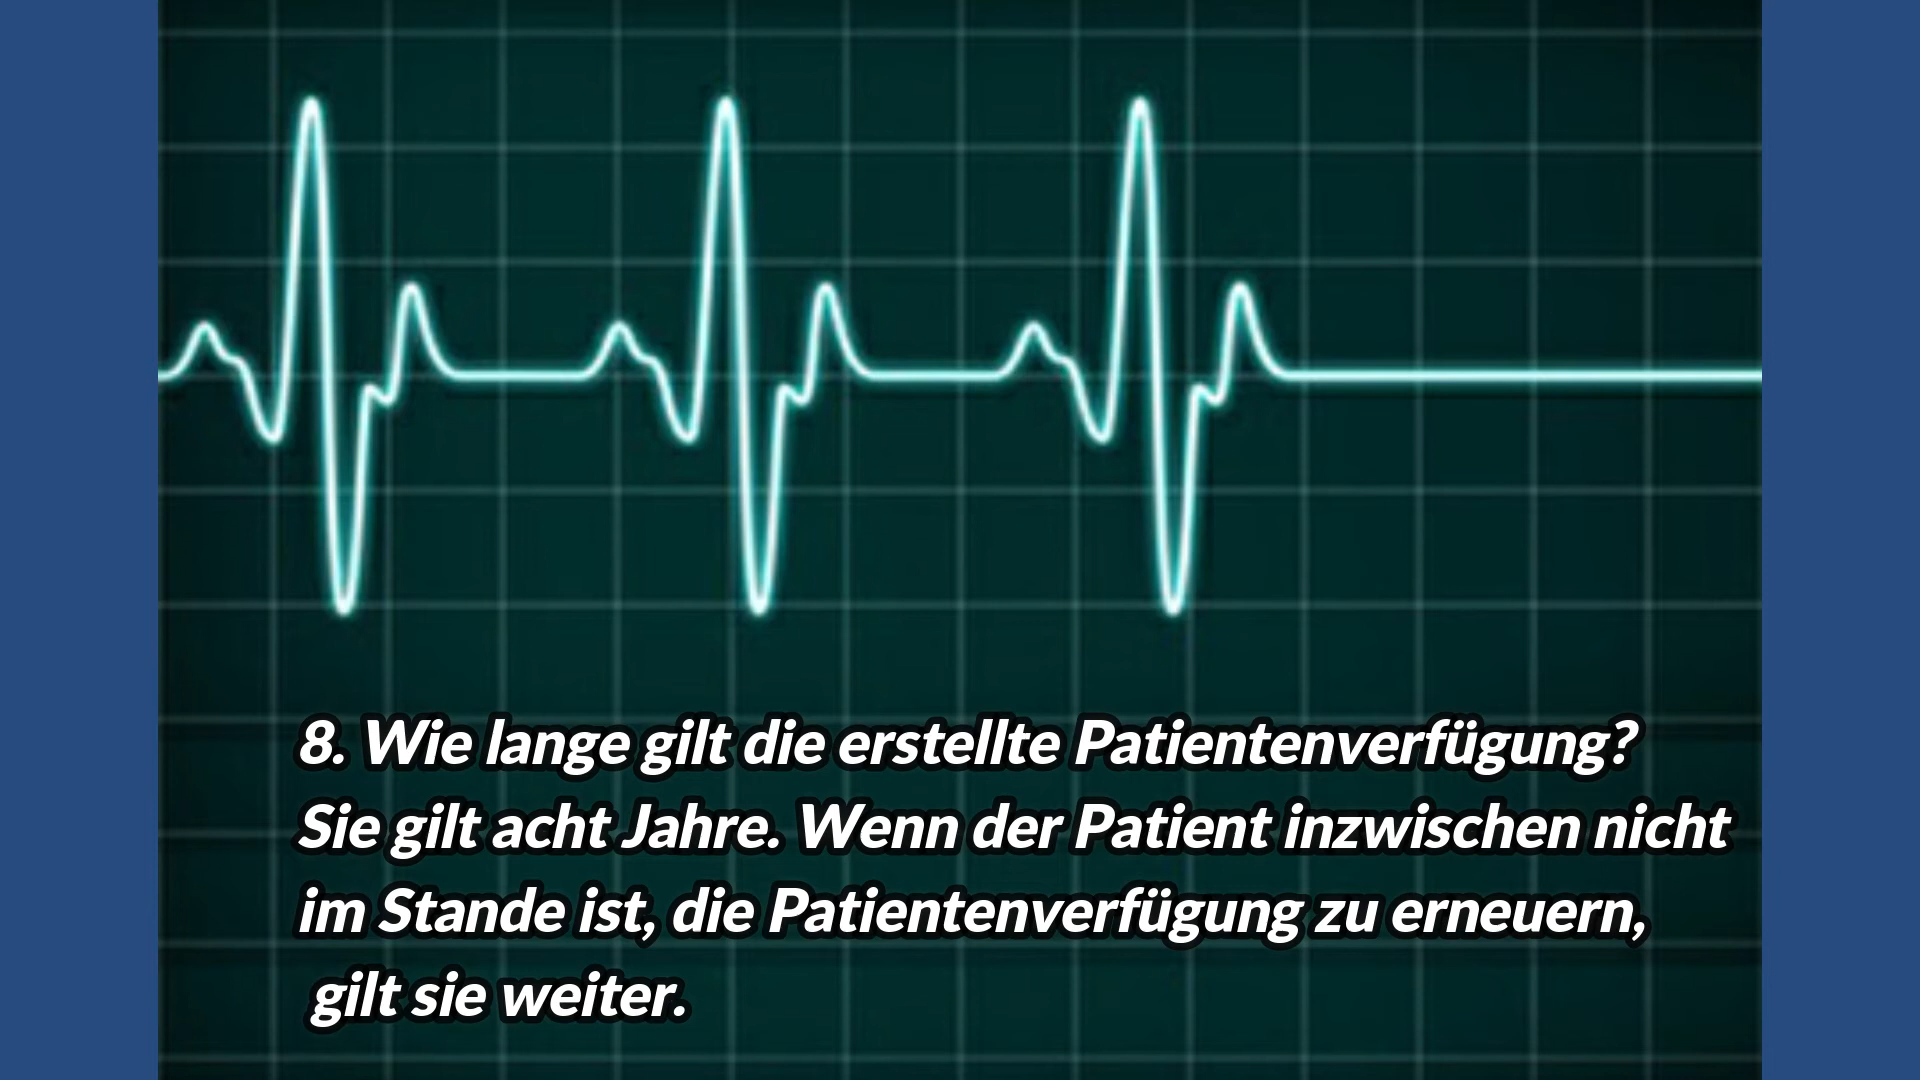 8. Wie lange gilt die erstellte Patientenverfügung?
Sie gilt acht Jahre. Wenn der Patient inzwischen nicht
im Stande ist, die Patientenverfügung zu erneuern,
gilt sie weiter.